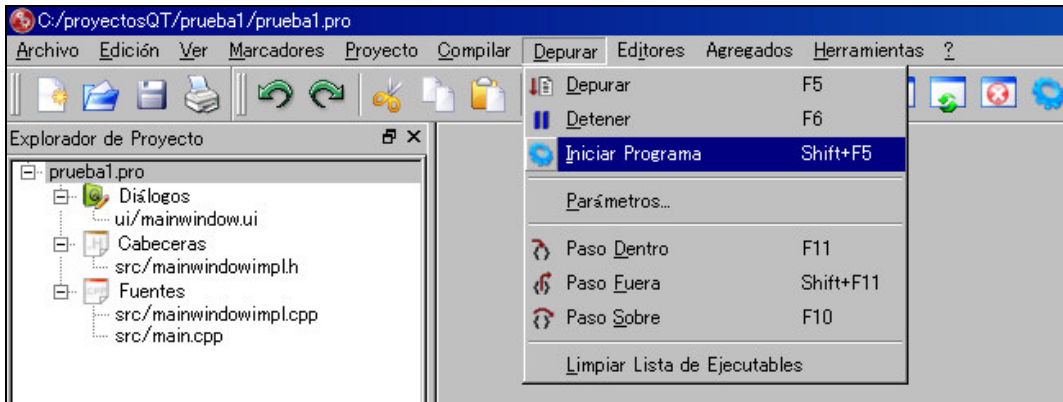 C:/proyectosQT/prueba1/prueba1.pro
Archivo Edición Ver Marcadores Proyecto Compilar Depurar Editores Agregados Herramientas ?
Explorador de Proyecto
prueba1.pro
Diálogos
ui/mainwindow.ui
Cabeceras
src/mainwindowimpl.h
Fuentes
src/mainwindowimpl.cpp
src/main.cpp
Depurar F5
Detener F6
Iniciar Programa Shift+F5
Parámetros...
Paso Dentro F11
Paso Fuera Shift+F11
Paso Sobre F10
Limpiar Lista de Ejecutables